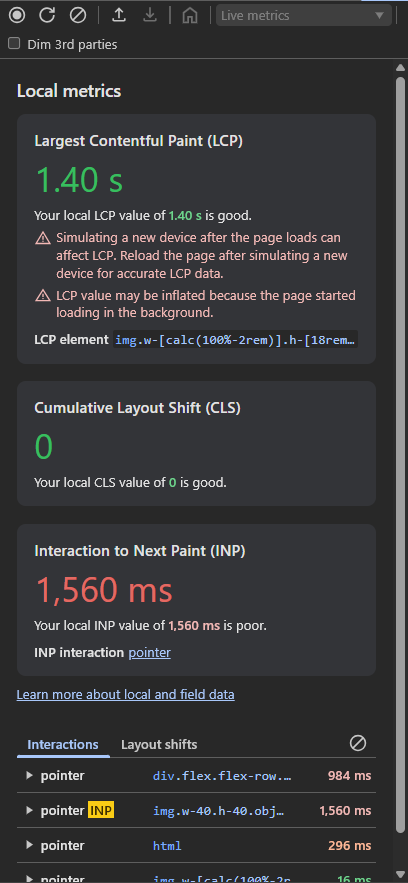 Live metrics
Dim 3rd parties
Local metrics
Largest Contentful Paint (LCP)
1.40 s
Your local LCP value of 1.40 s is good.
Simulating a new device after the page loads can
affect LCP. Reload the page after simulating a new
device for accurate LCP data.
LCP value may be inflated because the page started
loading in the background.
LCP element img.w-[calc(100%-2rem)].h-[18rem…
Cumulative Layout Shift (CLS)
0
Your local CLS value of 0 is good.
Interaction to Next Paint (INP)
1,560 ms
Your local INP value of 1,560 ms is poor.
INP interaction pointer
Learn more about local and field data
Interactions Layout shifts
pointer div.flex.flex-row.… 984 ms
pointer INP img.w-40.h-40.obj… 1,560 ms
pointer html 296 ms
pointer img.w-[calc(100%-2r… 16 ms